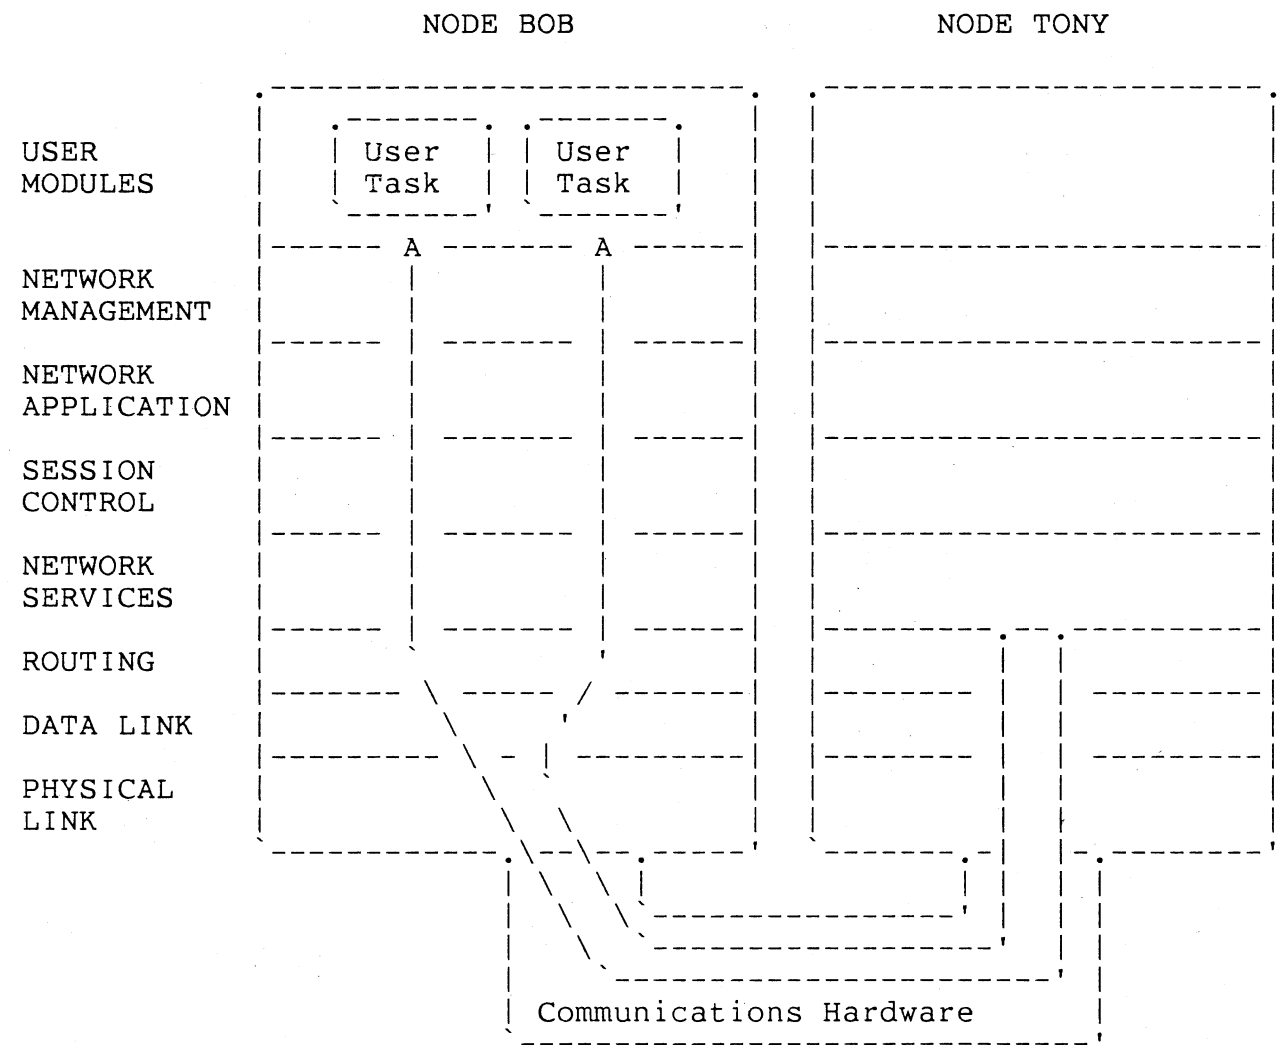 NODE BOB NODE TONY
USER
MODULES
User User
Task Task
A A
NETWORK
MANAGEMENT
NETWORK
APPLICATION
SESSION
CONTROL
NETWORK
SERVICES
ROUTING
DATA LINK
PHYSICAL
LINK
Communications Hardware